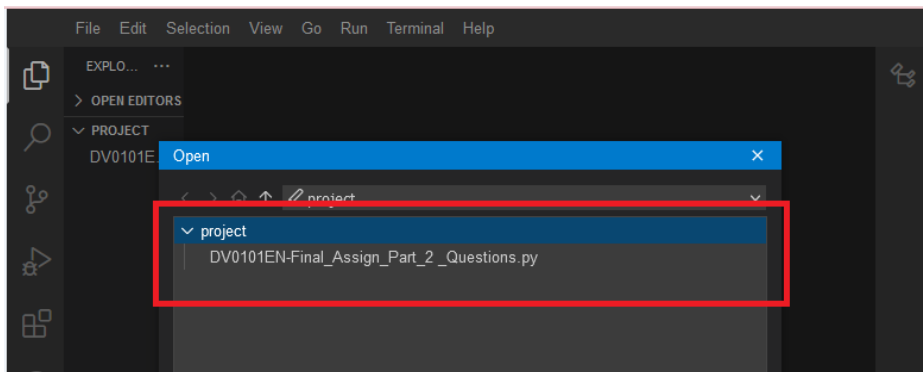 File Edit Selection View Go Run Terminal Help
EXPLO... ...
OPEN EDITORS
PROJECT
DV0101E
Open
project
project
DV0101EN-Final_Assign_Part_2 _Questions.py